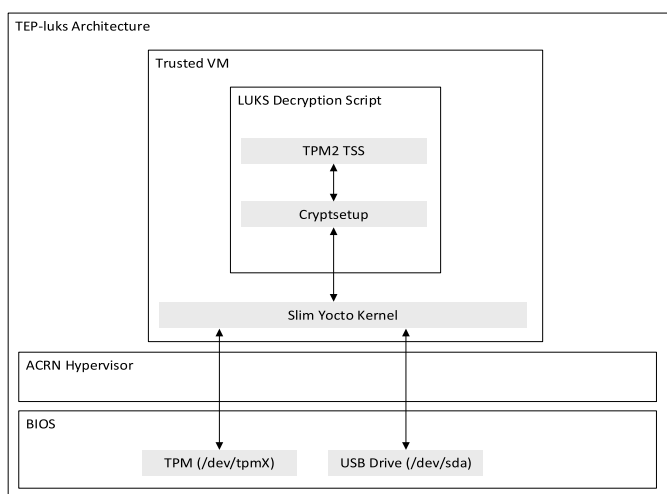 TEP-luks Architecture
Trusted VM
LUKS Decryption Script
TPM2 TSS
Cryptsetup
Slim Yocto Kernel
ACRN Hypervisor
BIOS
TPM (/dev/tpmX)
USB Drive (/dev/sda)